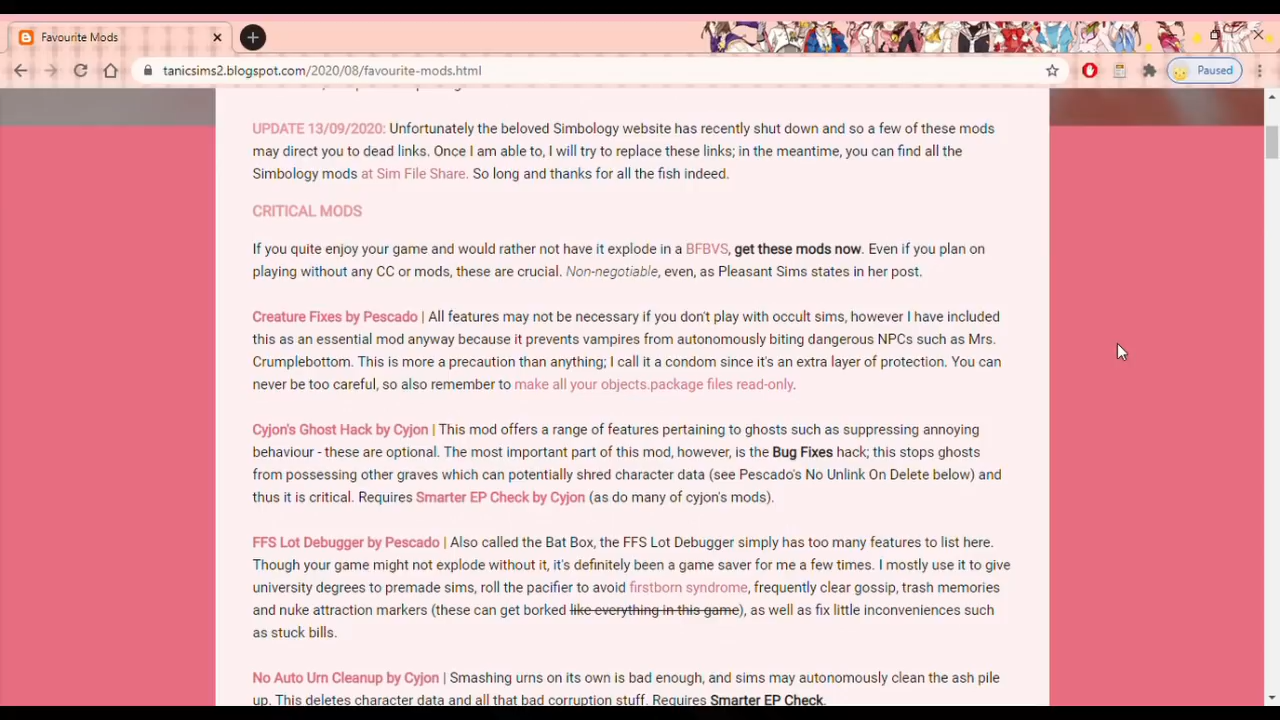 Favourite Mods
tanicsims2.blogspot.com/2020/08/favourite-mods.html
Paused
UPDATE 13/09/2020: Unfortunately the beloved Simbology website has recently shut down and so a few of these mods
may direct you to dead links. Once I am able to, I will try to replace these links; in the meantime, you can find all the
Simbology mods at Sim File Share. So long and thanks for all the fish indeed.
CRITICAL MODS
If you quite enjoy your game and would rather not have it explode in a BFBVS, get these mods now. Even if you plan on
playing without any CC or mods, these are crucial. Non-negotiable, even, as Pleasant Sims states in her post.
Creature Fixes by Pescado | All features may not be necessary if you don't play with occult sims, however I have included
this as an essential mod anyway because it prevents vampires from autonomously biting dangerous NPCs such as Mrs.
Crumplebottom. This is more a precaution than anything; I call it a condom since it's an extra layer of protection. You can
never be too careful, so also remember to make all your objects.package files read-only.
Cyjon's Ghost Hack by Cyjon | This mod offers a range of features pertaining to ghosts such as suppressing annoying
behaviour - these are optional. The most important part of this mod, however, is the Bug Fixes hack; this stops ghosts
from possessing other graves which can potentially shred character data (see Pescado's No Unlink On Delete below) and
thus it is critical. Requires Smarter EP Check by Cyjon (as do many of cyjon's mods).
FFS Lot Debugger by Pescado | Also called the Bat Box, the FFS Lot Debugger simply has too many features to list here.
Though your game might not explode without it, it's definitely been a game saver for me a few times. I mostly use it to give
university degrees to premade sims, roll the pacifier to avoid firstborn syndrome, frequently clear gossip, trash memories
and nuke attraction markers (these can get borked like everything in this game), as well as fix little inconveniences such
as stuck bills.
No Auto Urn Cleanup by Cyjon | Smashing urns on its own is bad enough, and sims may autonomously clean the ash pile
up. This deletes character data and all that bad corruption stuff. Requires Smarter EP Check.